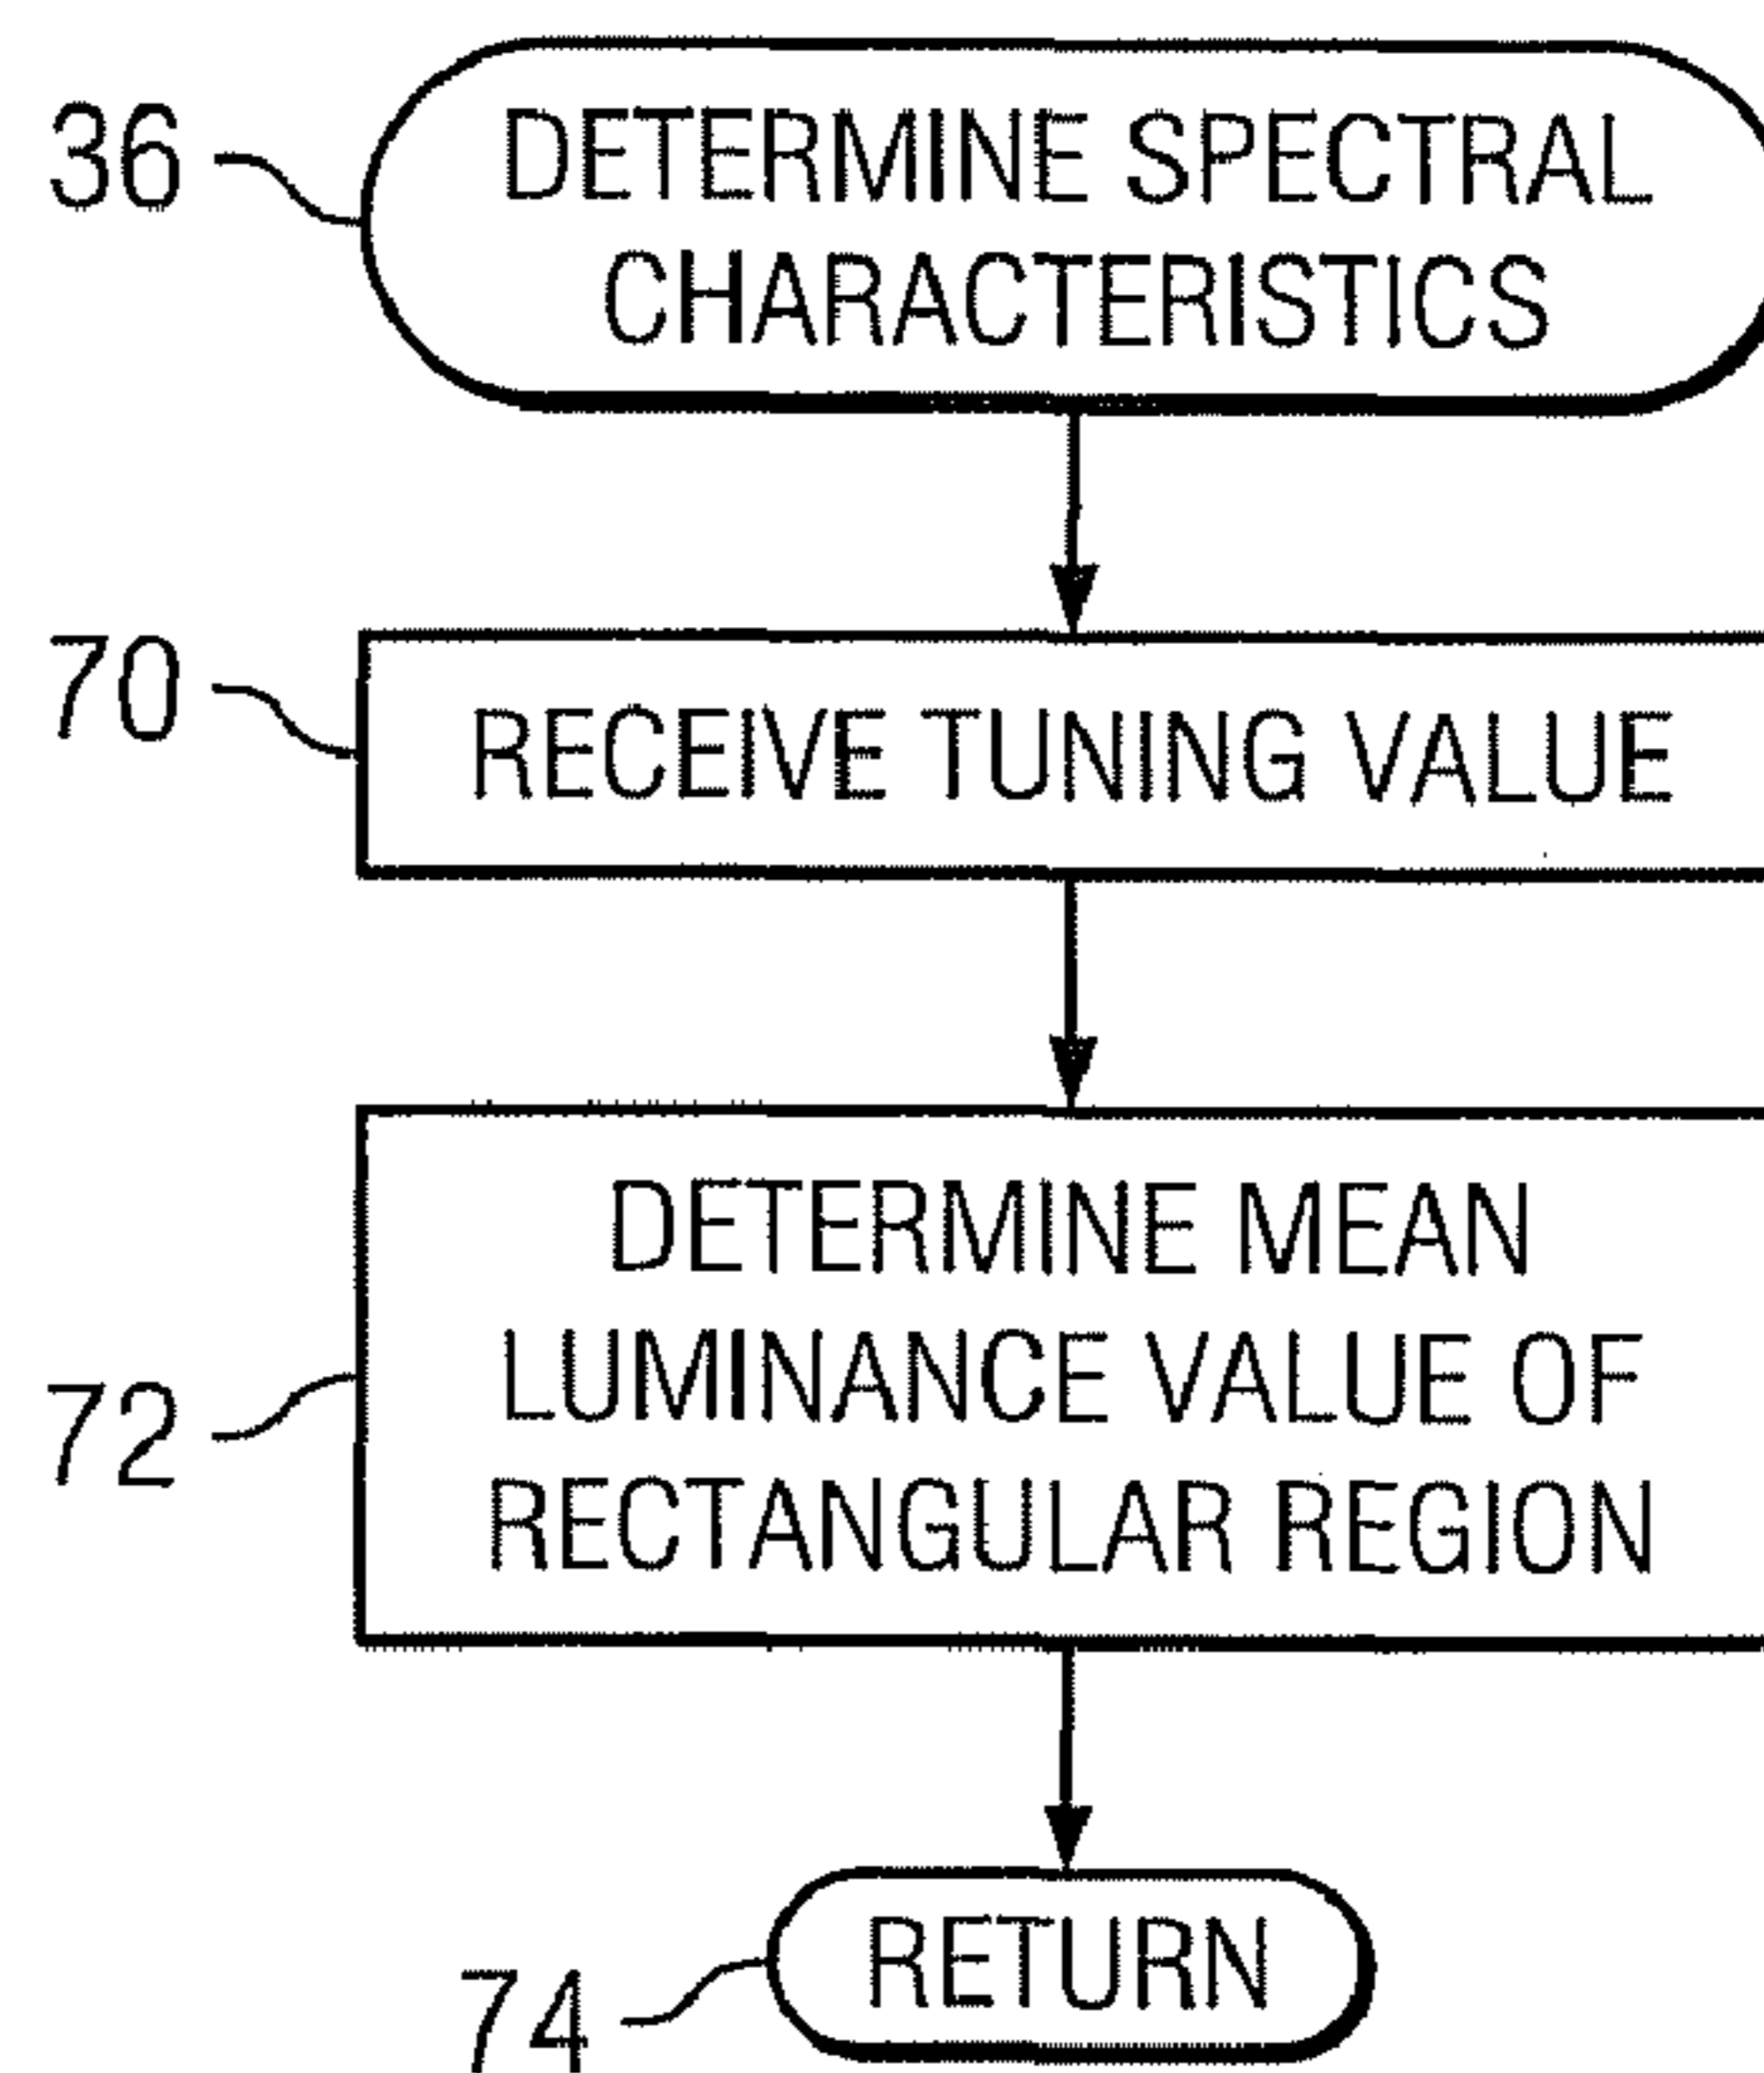 36
DETERMINE SPECTRAL
CHARACTERISTICS
70
RECEIVE TUNING VALUE
72
DETERMINE MEAN
LUMINANCE VALUE OF
RECTANGULAR REGION
74
RETURN